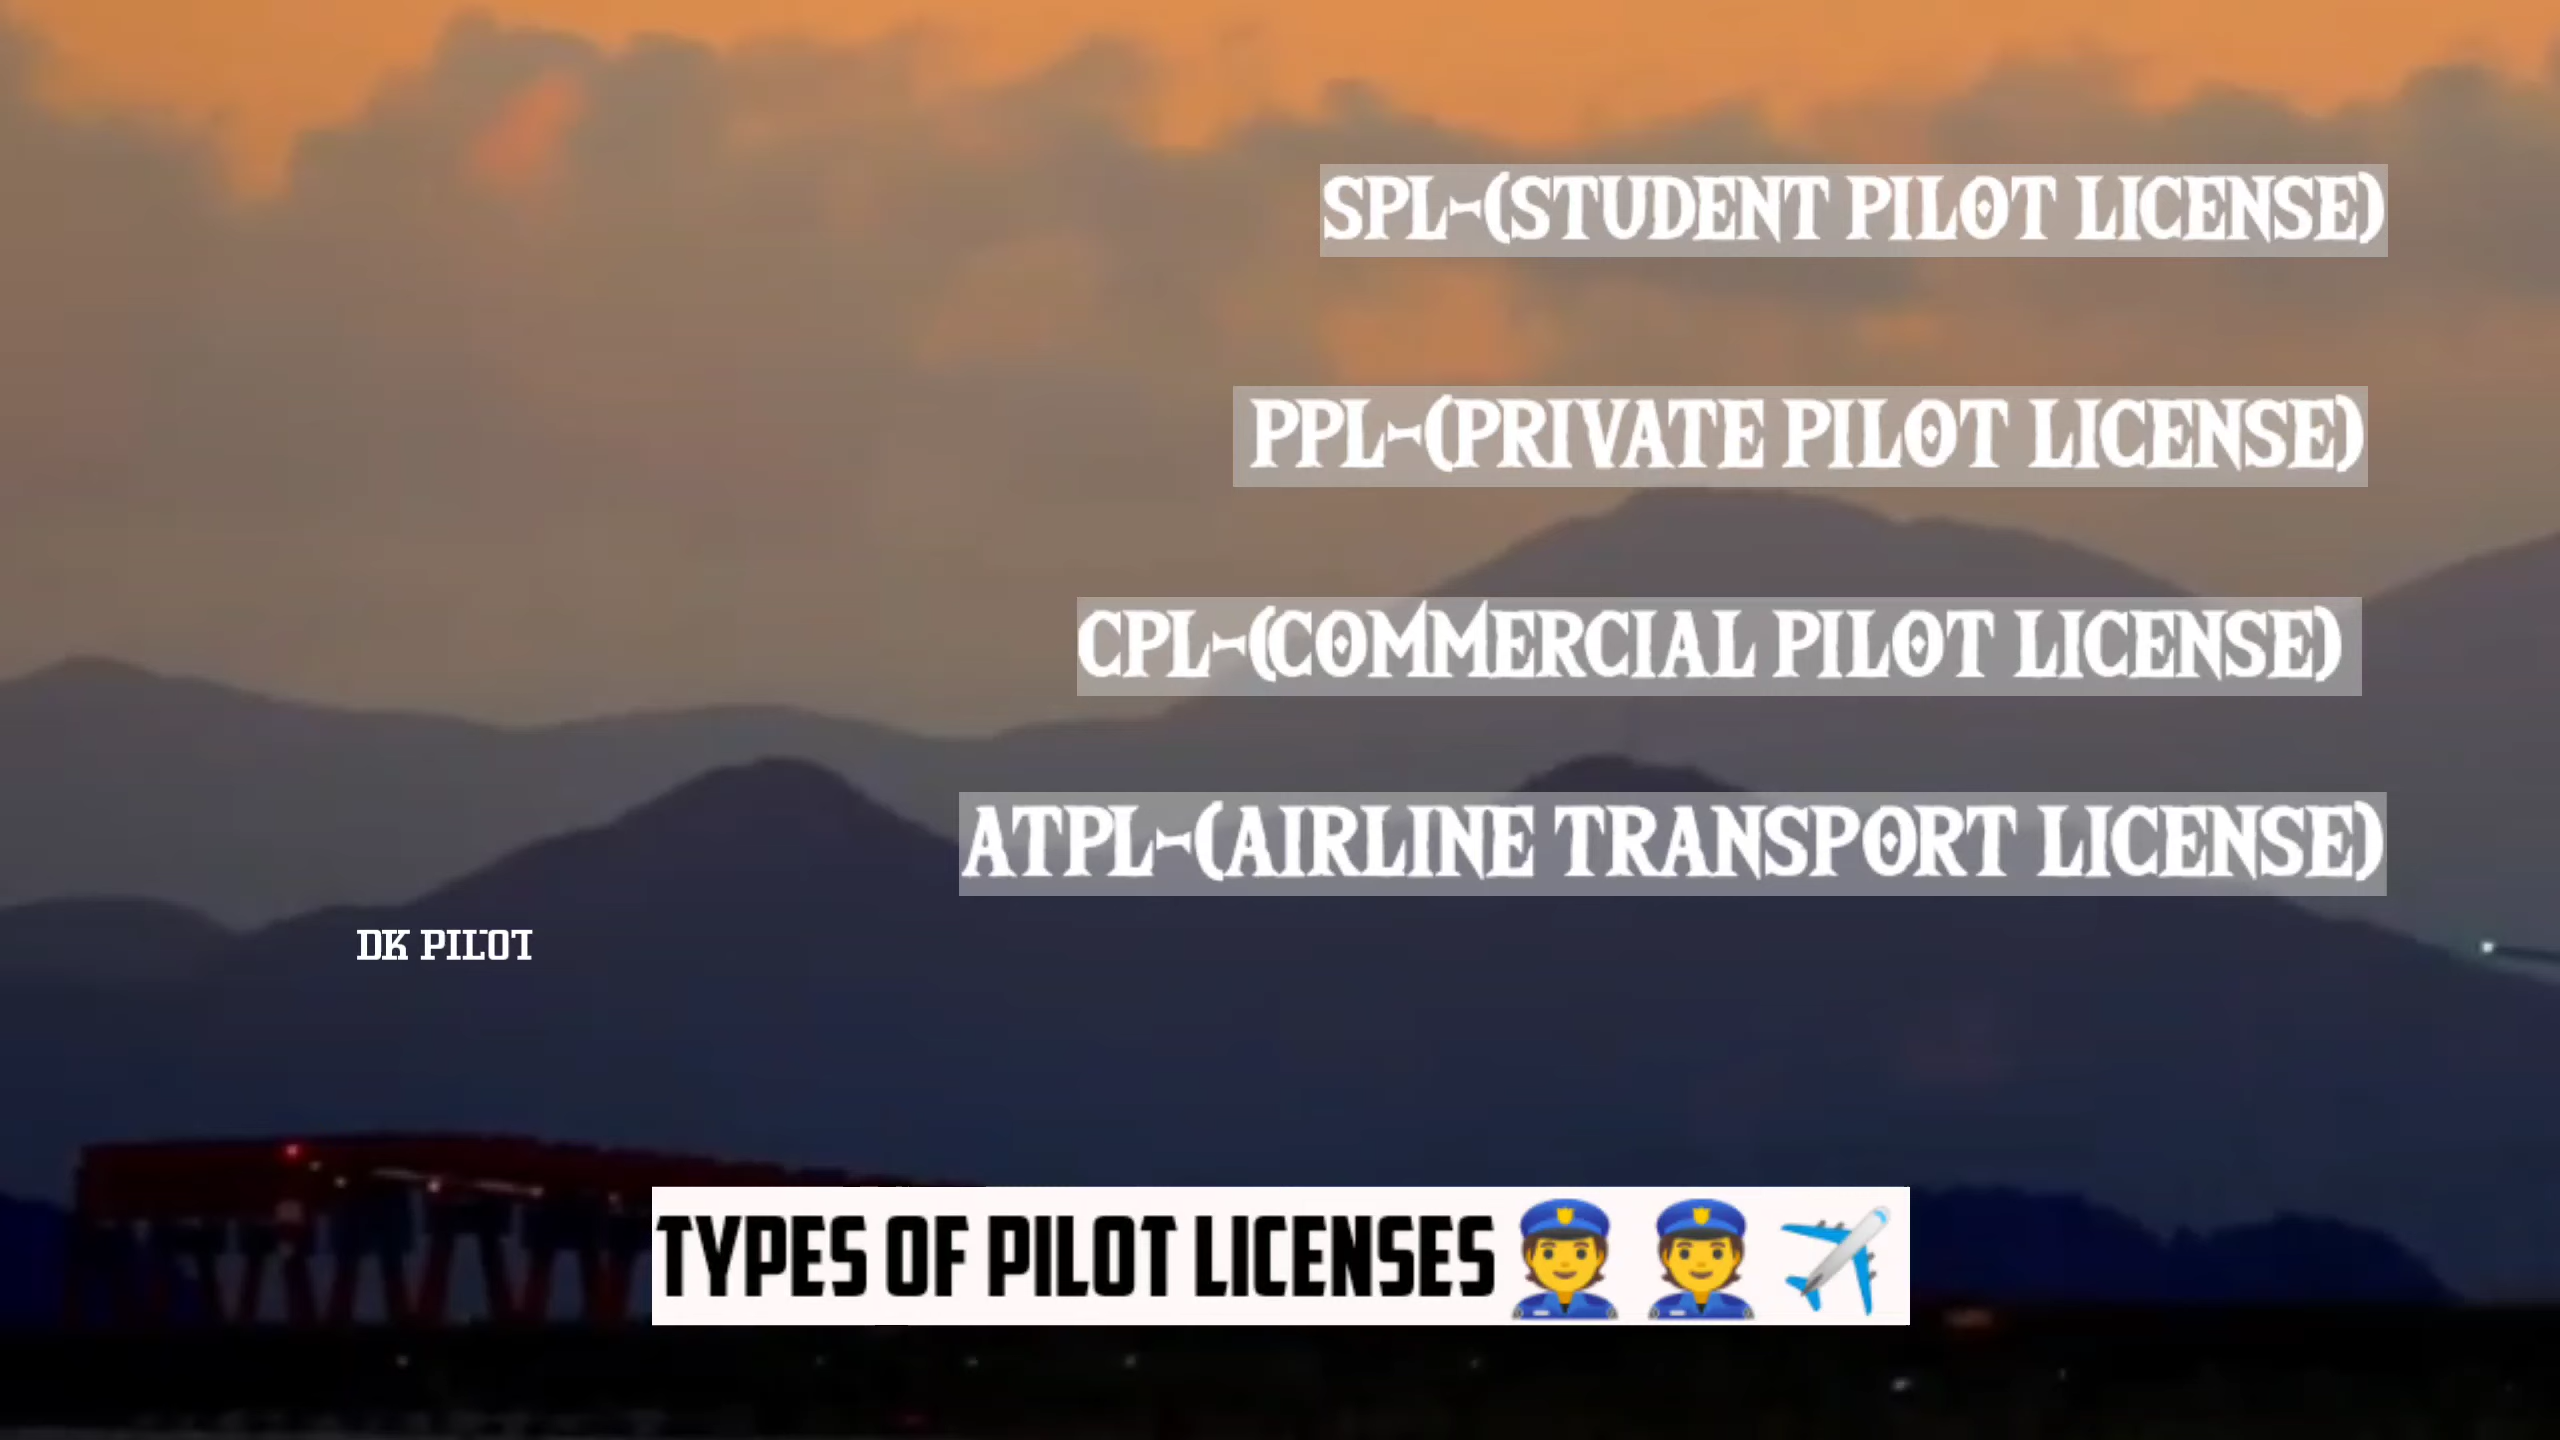 SPL-(STUDENT PILOT LICENSE)
PPL-(PRIVATE PILOT LICENSE)
CPL-(COMMERCIAL PILOT LICENSE)
ATPL-(AIRLINE TRANSPORT LICENSE)
DK PILOT
TYPES OF PILOT LICENSES👮👮✈️